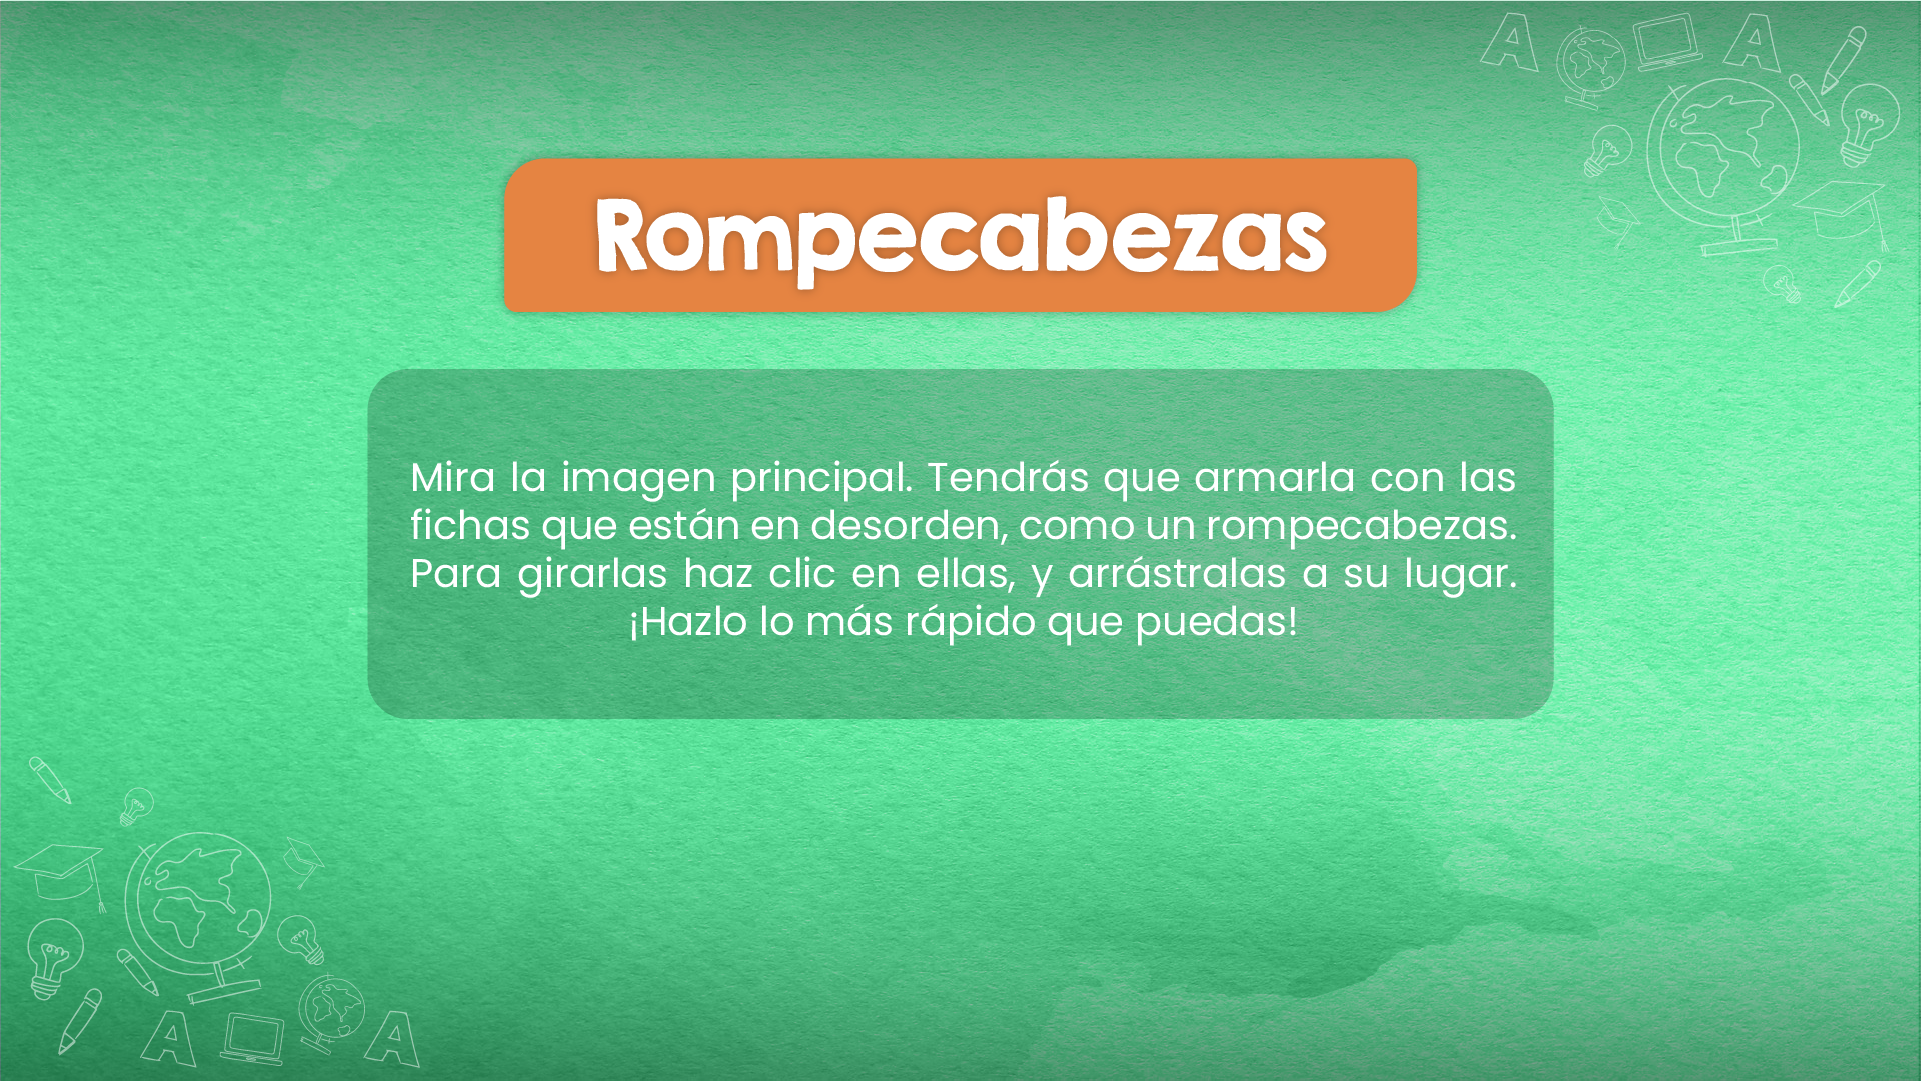 Rompecabezas
Mira la imagen principal. Tendrás que armarla con las
fichas que están en desorden, como un rompecabezas.
Para girarlas haz clic en ellas, y arrástralas a su lugar.
¡Hazlo lo más rápido que puedas!
A
A
A
A